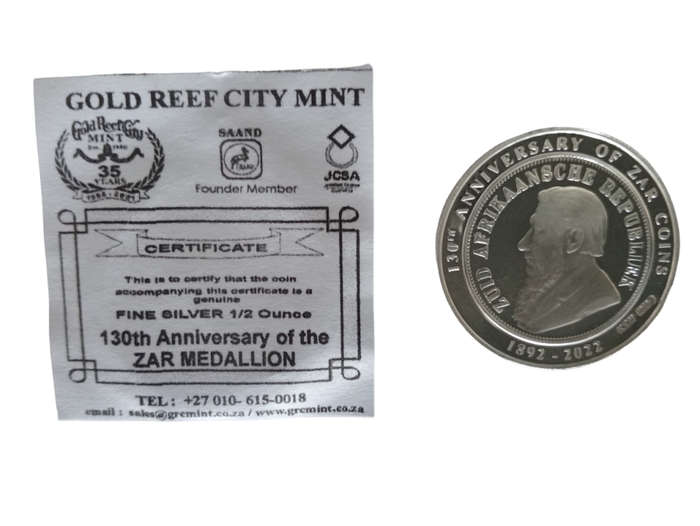 GOLD REEF CITY MINT
Gold Reef City
MINT
35
YEARS
SAAND
Founder Member
JCSA
CERTIFICATE
This is to certify that the coin
accompanying this certificate is a
genuine
FINE SILVER 1/2 Ounce
130th Anniversary of the
ZAR MEDALLION
TEL : +27 010- 615-0018
email : sales@grcmint.co.za / www.grcmint.co.za
130TH ANNIVERSARY OF ZAR COINS
ZUID AFRIKAANSCHE REPUBLIEK
1892 - 2022